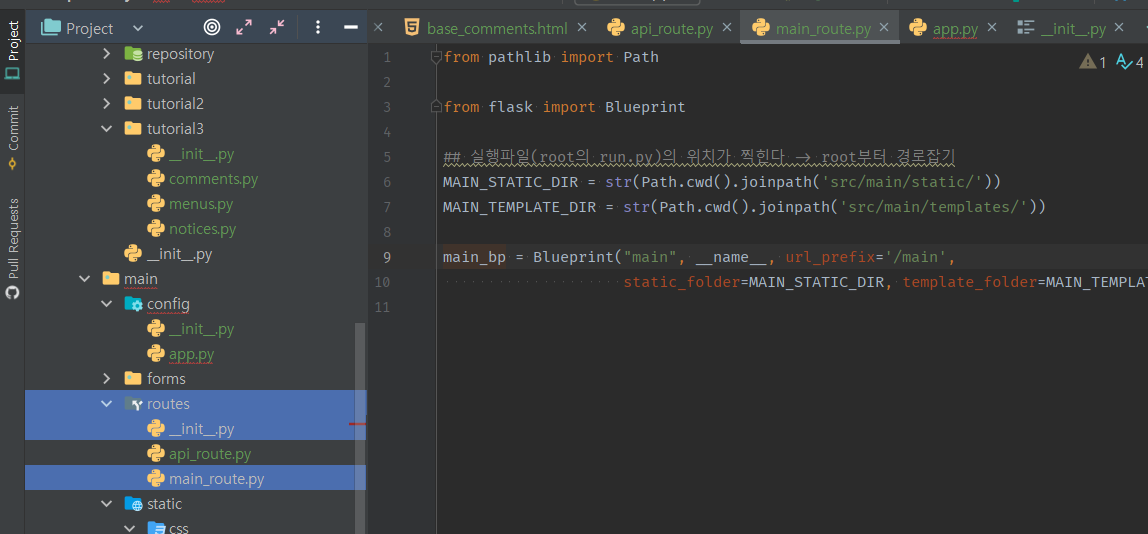 Project
base_comments.html
api_route.py
main_route.py
app.py
__init__.py
Project
Commit
Pull Requests
repository
tutorial
tutorial2
tutorial3
__init__.py
comments.py
menus.py
notices.py
__init__.py
main
config
__init__.py
app.py
forms
routes
__init__.py
api_route.py
main_route.py
static
css
1 from pathlib import Path
2
3 from flask import Blueprint
4
5 ## 실행파일(root의 run.py)의 위치가 찍힌다 -> root부터 경로잡기
6 MAIN_STATIC_DIR = str(Path.cwd().joinpath('src/main/static/'))
7 MAIN_TEMPLATE_DIR = str(Path.cwd().joinpath('src/main/templates/'))
8
9 main_bp = Blueprint("main", __name__, url_prefix='/main',
10 static_folder=MAIN_STATIC_DIR, template_folder=MAIN_TEMPLAT
11
1
4